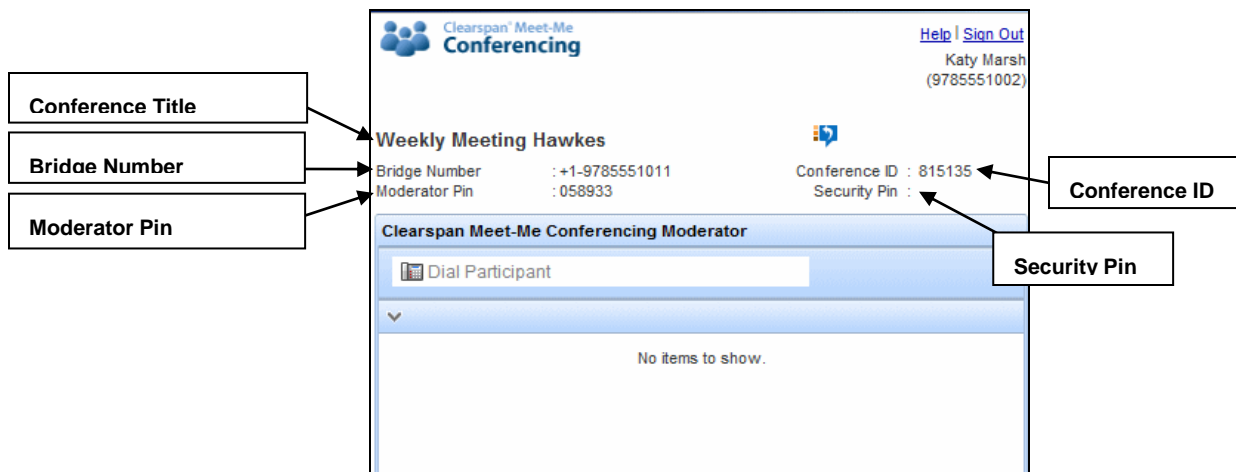 Clearspan® Meet-Me
Conferencing
Help | Sign Out
Katy Marsh
(9785551002)
Conference Title
Weekly Meeting Hawkes
Bridge Number
Bridge Number : +1-9785551011
Conference ID : 815135
Conference ID
Moderator Pin
Moderator Pin : 058933
Security Pin :
Security Pin
Clearspan Meet-Me Conferencing Moderator
Dial Participant
No items to show.